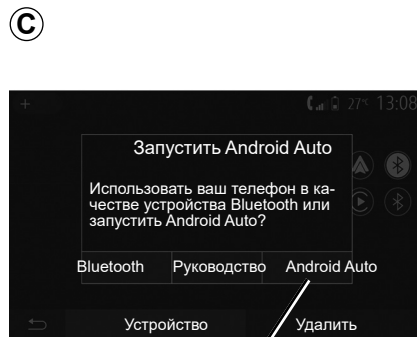 C
+ 27°C 13:08
Запустить Android Auto
Использовать ваш телефон в ка-
честве устройства Bluetooth или
запустить Android Auto?
Bluetooth Руководство Android Auto
Устройство Удалить